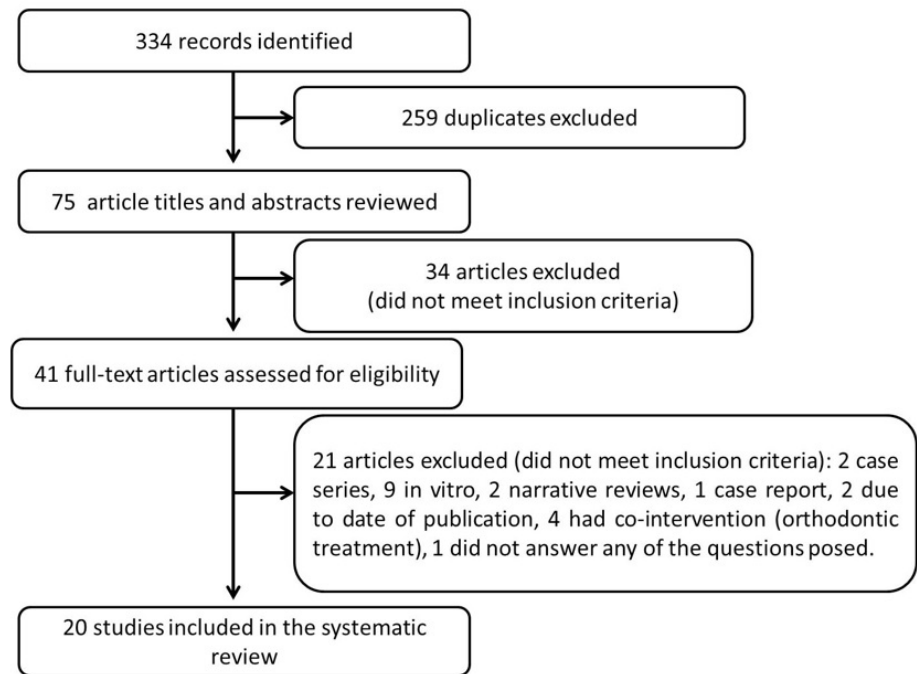 334 records identified
259 duplicates excluded
75 article titles and abstracts reviewed
34 articles excluded
(did not meet inclusion criteria)
41 full-text articles assessed for eligibility
21 articles excluded (did not meet inclusion criteria): 2 case
series, 9 in vitro, 2 narrative reviews, 1 case report, 2 due
to date of publication, 4 had co-intervention (orthodontic
treatment), 1 did not answer any of the questions posed.
20 studies included in the systematic
review